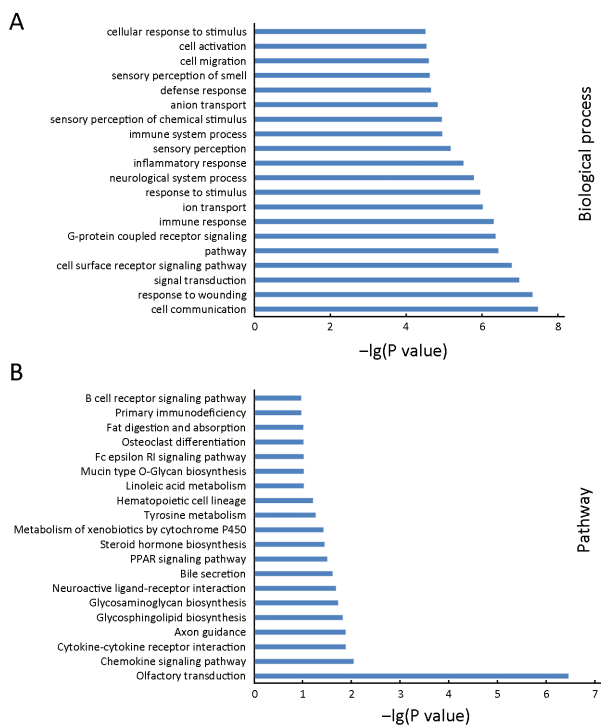 A
cellular response to stimulus
cell activation
cell migration
sensory perception of smell
defense response
anion transport
sensory perception of chemical stimulus
immune system process
sensory perception
inflammatory response
neurological system process
response to stimulus
ion transport
immune response
G-protein coupled receptor signaling
pathway
cell surface receptor signaling pathway
signal transduction
response to wounding
cell communication
0 2 4 6 8
–lg(P value)
Biological process
B
B cell receptor signaling pathway
Primary immunodeficiency
Fat digestion and absorption
Osteoclast differentiation
Fc epsilon RI signaling pathway
Mucin type O-Glycan biosynthesis
Linoleic acid metabolism
Hematopoietic cell lineage
Tyrosine metabolism
Metabolism of xenobiotics by cytochrome P450
Steroid hormone biosynthesis
PPAR signaling pathway
Bile secretion
Neuroactive ligand-receptor interaction
Glycosaminoglycan biosynthesis
Glycosphingolipid biosynthesis
Axon guidance
Cytokine-cytokine receptor interaction
Chemokine signaling pathway
Olfactory transduction
0 1 2 3 4 5 6 7
–lg(P value)
Pathway